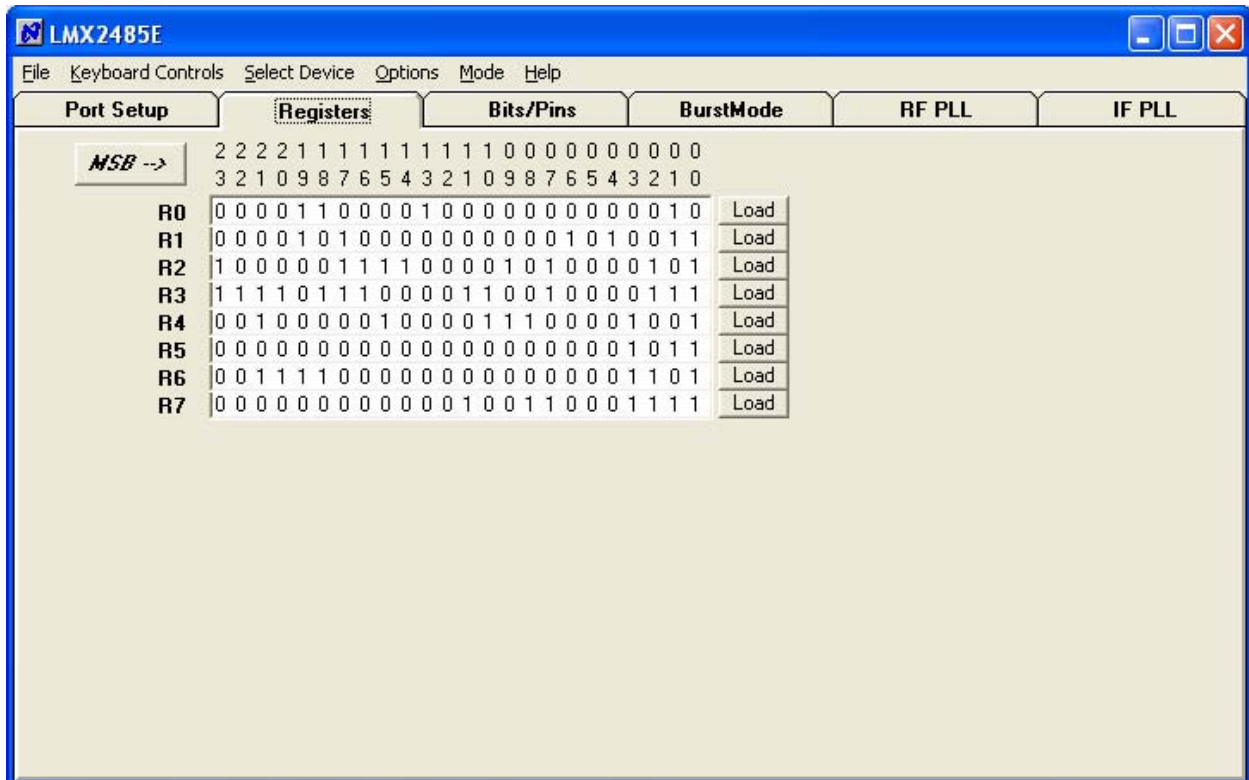 LMX2485E
File Keyboard Controls Select Device Options Mode Help
Port Setup Registers Bits/Pins BurstMode RF PLL IF PLL
MSB --> 2 2 2 2 1 1 1 1 1 1 1 1 1 1 0 0 0 0 0 0 0 0 0 0
3 2 1 0 9 8 7 6 5 4 3 2 1 0 9 8 7 6 5 4 3 2 1 0
R0 0 0 0 0 1 1 0 0 0 0 1 0 0 0 0 0 0 0 0 0 0 0 1 0 Load
R1 0 0 0 0 1 0 1 0 0 0 0 0 0 0 0 0 0 1 0 1 0 0 1 1 Load
R2 1 0 0 0 0 0 1 1 1 1 0 0 0 0 1 0 1 0 0 0 0 1 0 1 Load
R3 1 1 1 1 0 1 1 1 0 0 0 0 1 1 0 0 1 0 0 0 0 1 1 1 Load
R4 0 0 1 0 0 0 0 0 1 0 0 0 0 1 1 1 0 0 0 0 1 0 0 1 Load
R5 0 0 0 0 0 0 0 0 0 0 0 0 0 0 0 0 0 0 0 0 1 0 1 1 Load
R6 0 0 1 1 1 1 0 0 0 0 0 0 0 0 0 0 0 0 0 0 1 1 0 1 Load
R7 0 0 0 0 0 0 0 0 0 0 0 0 1 0 0 1 1 0 0 0 1 1 1 1 Load